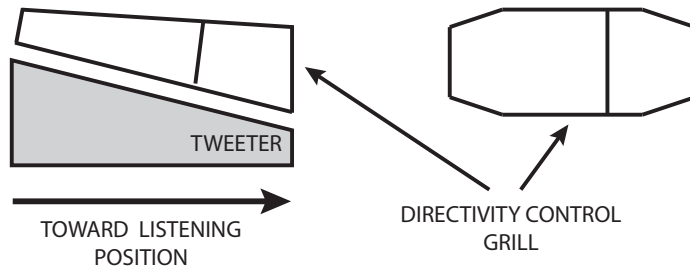 TWEETER
TOWARD LISTENING
POSITION
DIRECTIVITY CONTROL
GRILL